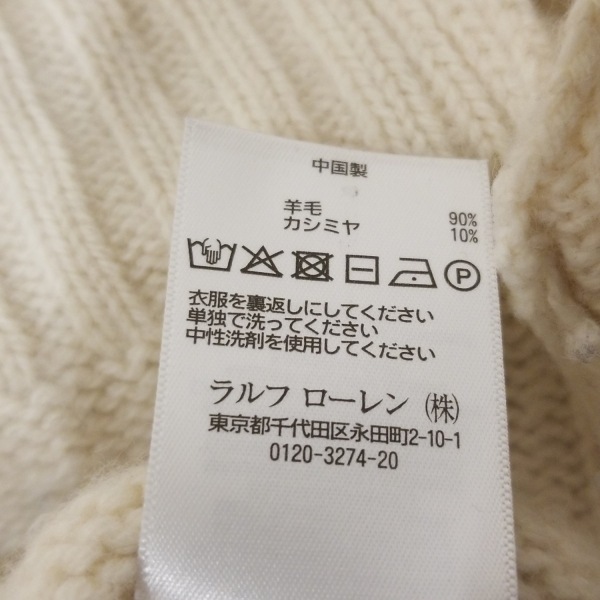 中国製
羊毛 90%
カシミヤ 10%
P
衣服を裏返しにしてください
単独で洗ってください
中性洗剤を使用してください
ラルフ ローレン (株)
東京都千代田区永田町2-10-1
0120-3274-20